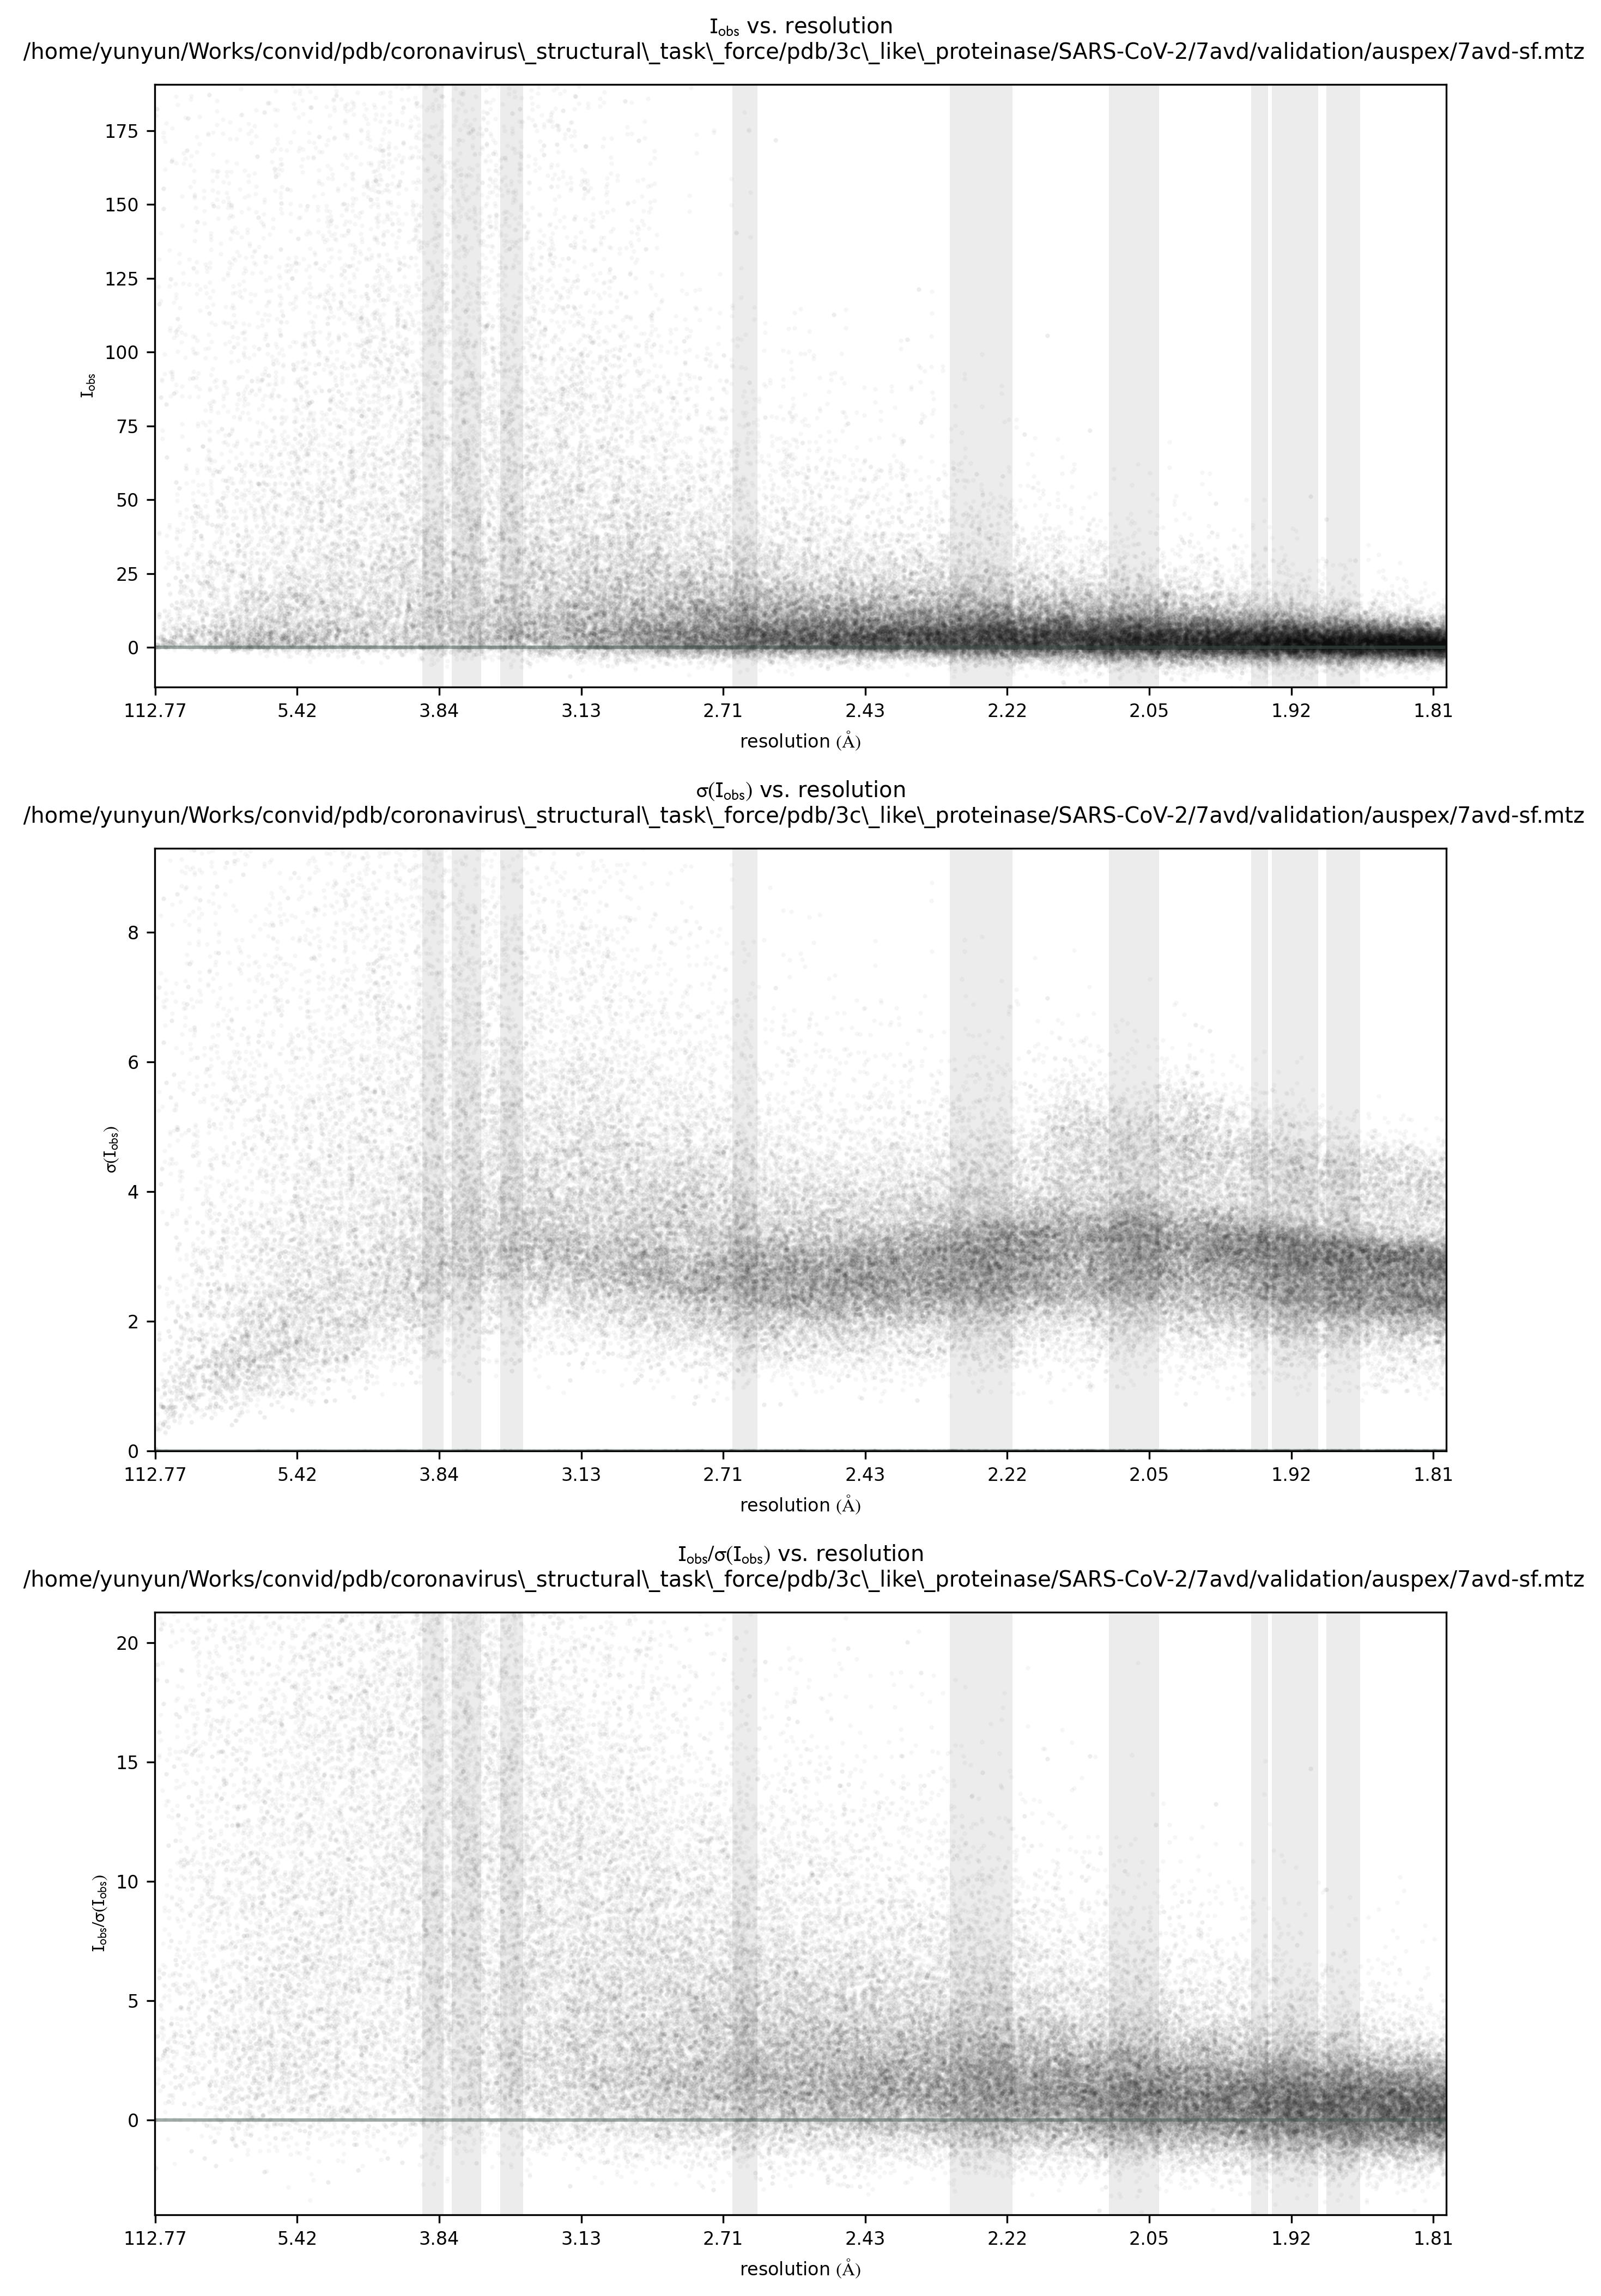 Iobs vs. resolution
/home/yunyun/Works/convid/pdb/coronavirus\_structural\_task\_force/pdb/3c\_like\_proteinase/SARS-CoV-2/7avd/validation/auspex/7avd-sf.mtz
175
150
125
100
75
50
25
0
Iobs
112.77 5.42 3.84 3.13 2.71 2.43 2.22 2.05 1.92 1.81
resolution (Å)
σ(Iobs) vs. resolution
/home/yunyun/Works/convid/pdb/coronavirus\_structural\_task\_force/pdb/3c\_like\_proteinase/SARS-CoV-2/7avd/validation/auspex/7avd-sf.mtz
8
6
4
2
0
σ(Iobs)
112.77 5.42 3.84 3.13 2.71 2.43 2.22 2.05 1.92 1.81
resolution (Å)
Iobs/σ(Iobs) vs. resolution
/home/yunyun/Works/convid/pdb/coronavirus\_structural\_task\_force/pdb/3c\_like\_proteinase/SARS-CoV-2/7avd/validation/auspex/7avd-sf.mtz
20
15
10
5
0
Iobs/σ(Iobs)
112.77 5.42 3.84 3.13 2.71 2.43 2.22 2.05 1.92 1.81
resolution (Å)